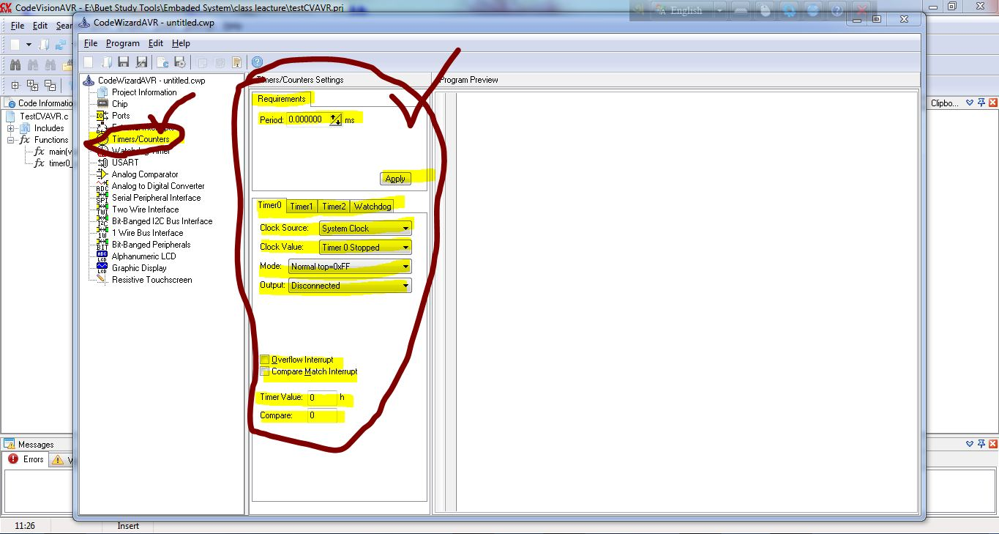 CodeVisionAVR - E:\Buet Study Tools\Embaded System\class leacture\testCVAVR.prj
English
CodeWizardAVR - untitled.cwp
File Edit
File Program Edit Help
CodeWizardAVR - untitled.cwp
Project Information
Chip
Ports
Timers/Counters
Watchdog Timer
USART
Analog Comparator
Analog to Digital Converter
Serial Peripheral Interface
Two Wire Interface
Bit-Banged I2C Bus Interface
1 Wire Bus Interface
Bit-Banged Peripherals
Alphanumeric LCD
Graphic Display
Resistive Touchscreen
Timers/Counters Settings
Requirements
Period: 0.000000 ms
Apply
Timer0 Timer1 Timer2 Watchdog
Clock Source: System Clock
Clock Value: Timer 0 Stopped
Mode: Normal top=0xFF
Output: Disconnected
Overflow Interrupt
Compare Match Interrupt
Timer Value: 0 h
Compare: 0
Program Preview
Code Informatio
TestCVAVR.c
Includes
Functions
main(v
timer0_
Clipbo...
Messages
Errors
11:26 Insert